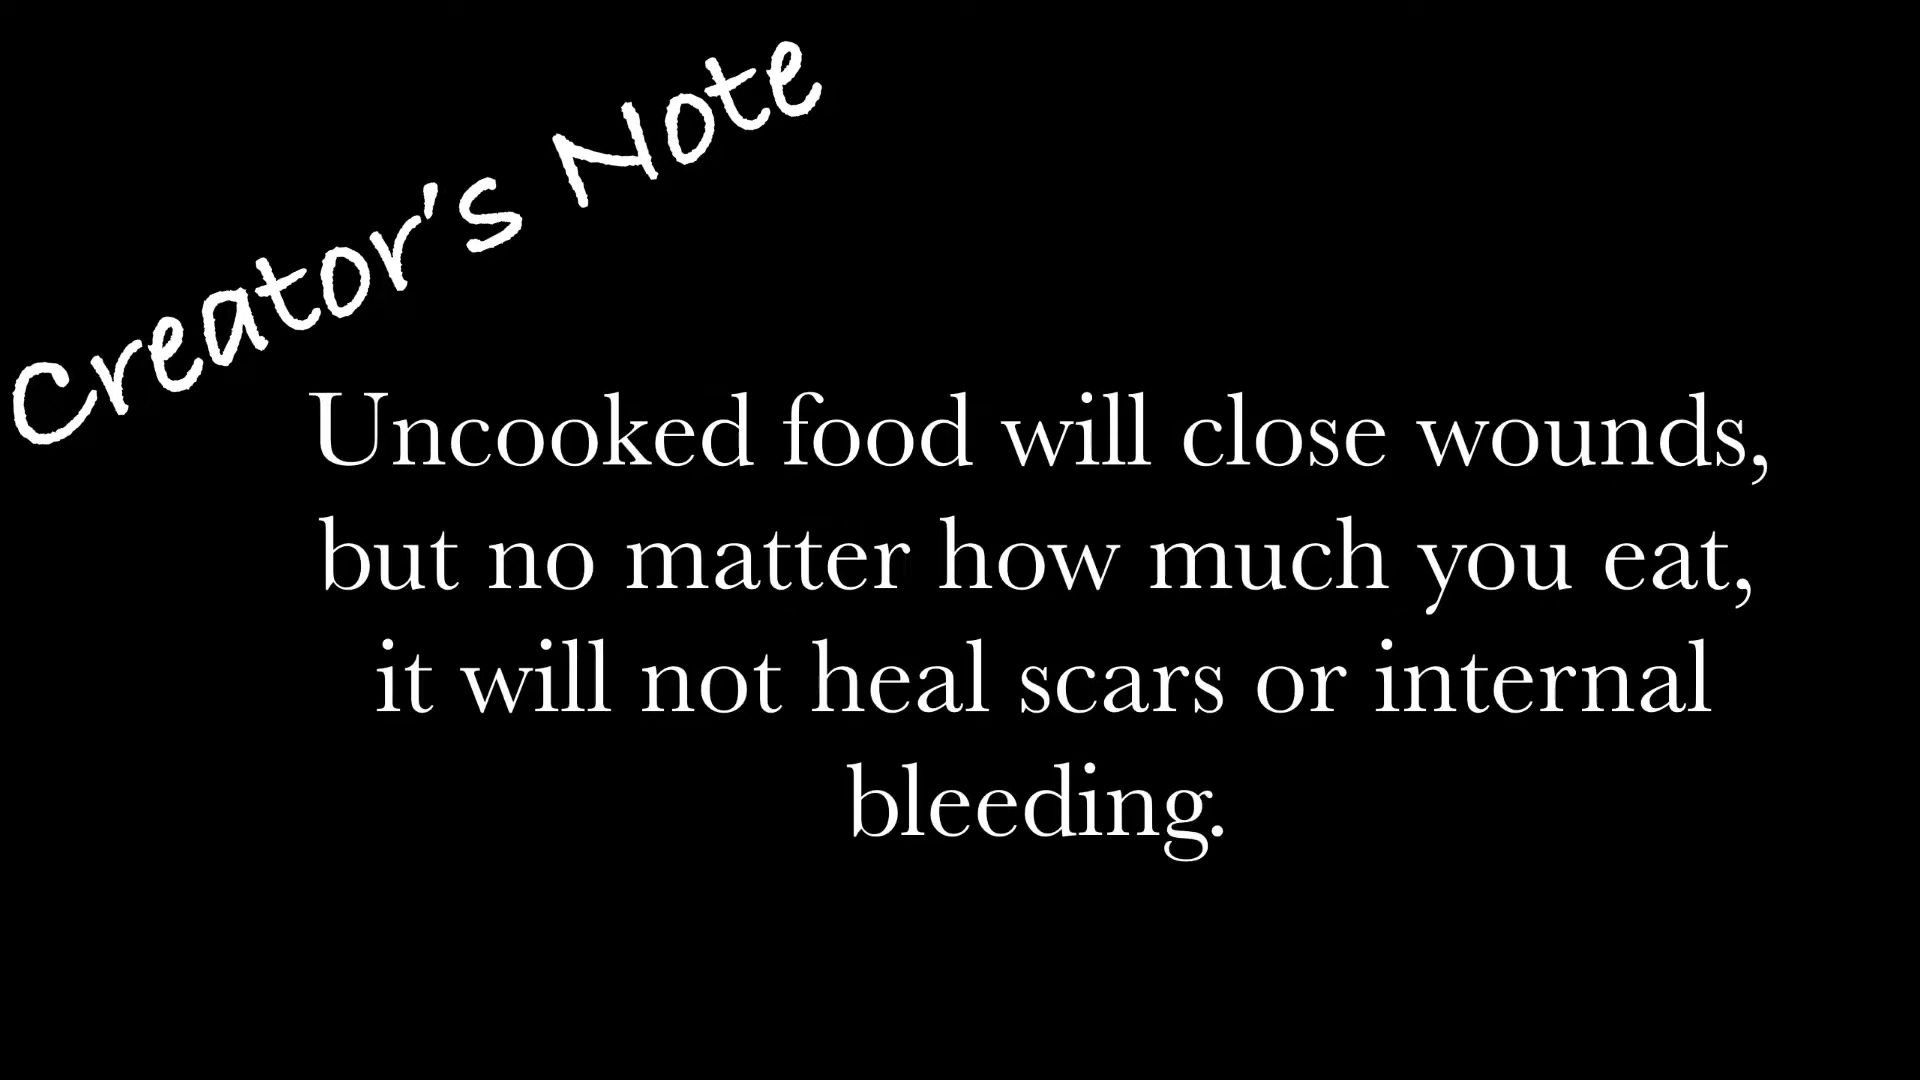 Creator's Note
Uncooked food will close wounds,
but no matter how much you eat,
it will not heal scars or internal
bleeding.